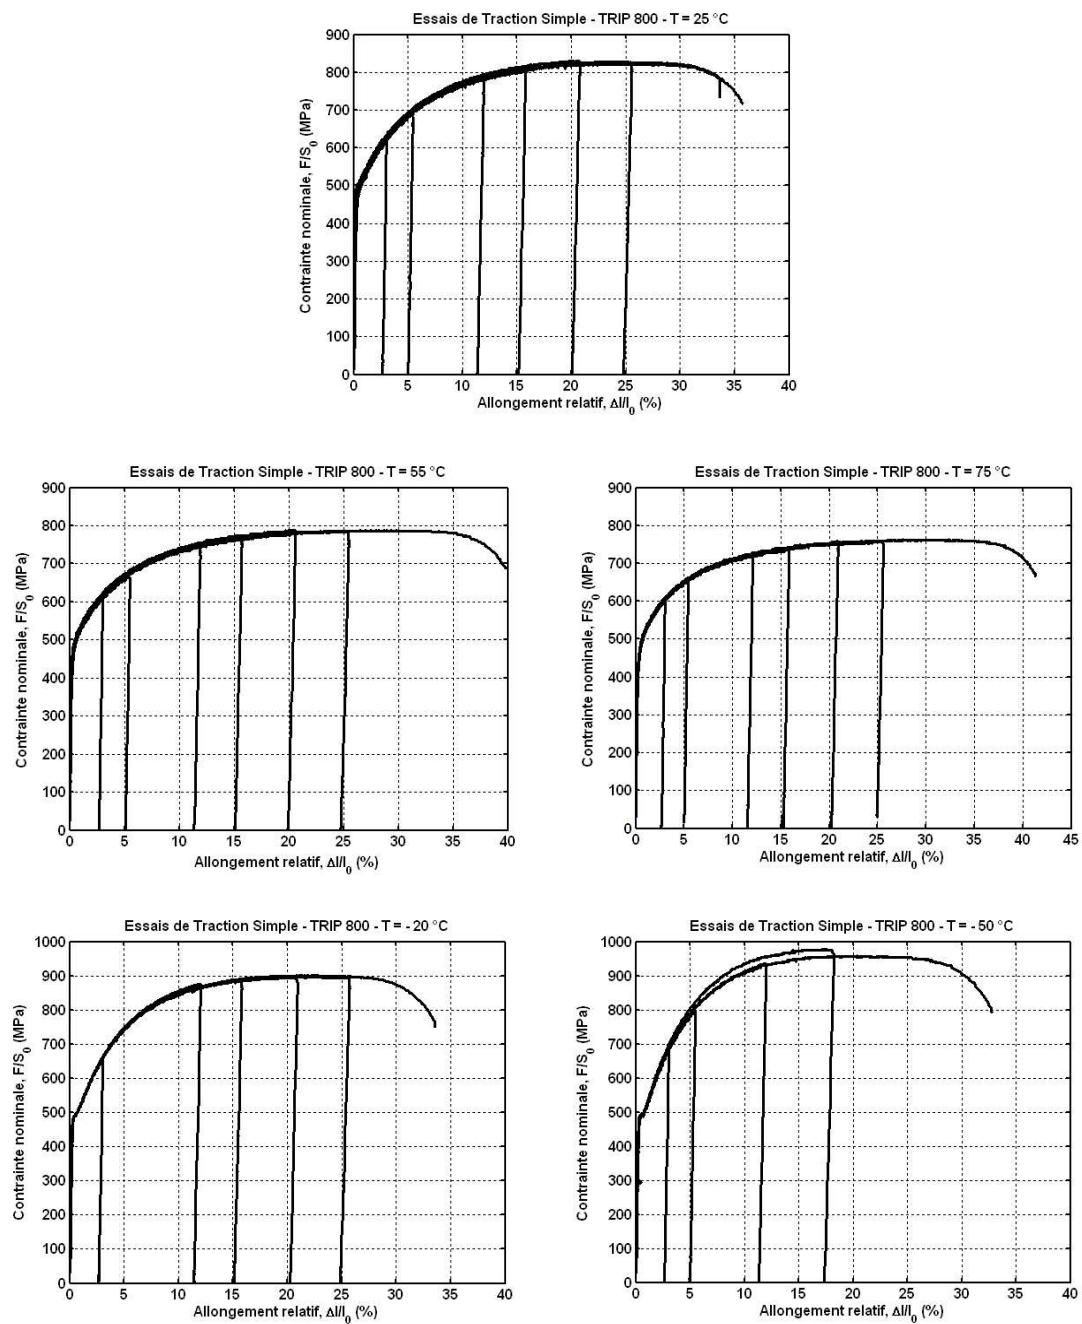 Essais de Traction Simple - TRIP 800 - T = 25 °C
Contrainte nominale, F/S0 (MPa)
900
800
700
600
500
400
300
200
100
0
0 5 10 15 20 25 30 35 40
Allongement relatif, Δl/l0 (%)
Essais de Traction Simple - TRIP 800 - T = 55 °C
Contrainte nominale, F/S0 (MPa)
900
800
700
600
500
400
300
200
100
0
0 5 10 15 20 25 30 35 40
Allongement relatif, Δl/l0 (%)
Essais de Traction Simple - TRIP 800 - T = 75 °C
Contrainte nominale, F/S0 (MPa)
900
800
700
600
500
400
300
200
100
0
0 5 10 15 20 25 30 35 40 45
Allongement relatif, Δl/l0 (%)
Essais de Traction Simple - TRIP 800 - T = - 20 °C
Contrainte nominale, F/S0 (MPa)
1000
900
800
700
600
500
400
300
200
100
0
0 5 10 15 20 25 30 35 40
Allongement relatif, Δl/l0 (%)
Essais de Traction Simple - TRIP 800 - T = - 50 °C
Contrainte nominale, F/S0 (MPa)
1000
900
800
700
600
500
400
300
200
100
0
0 5 10 15 20 25 30 35 40
Allongement relatif, Δl/l0 (%)